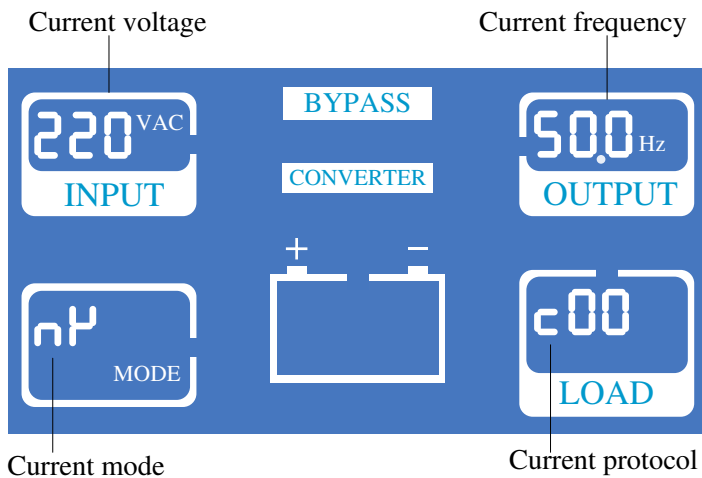 Current voltage
Current frequency
220 VAC
INPUT
BYPASS
CONVERTER
50.0 Hz
OUTPUT
+ −
MODE
c00
LOAD
Current mode
Current protocol